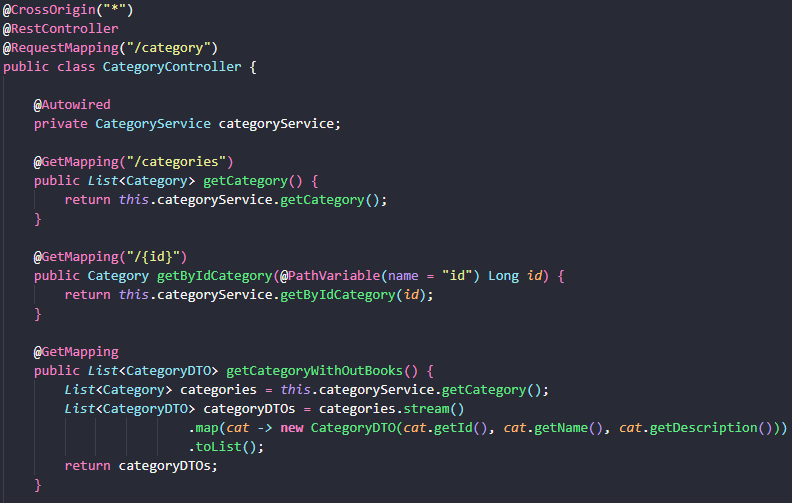 @CrossOrigin("*")
@RestController
@RequestMapping("/category")
public class CategoryController {
@Autowired
private CategoryService categoryService;
@GetMapping("/categories")
public List<Category> getCategory() {
return this.categoryService.getCategory();
}
@GetMapping("/{id}")
public Category getByIdCategory(@PathVariable(name = "id") Long id) {
return this.categoryService.getByIdCategory(id);
}
@GetMapping
public List<CategoryDTO> getCategoryWithOutBooks() {
List<Category> categories = this.categoryService.getCategory();
List<CategoryDTO> categoryDTOs = categories.stream()
.map(cat -> new CategoryDTO(cat.getId(), cat.getName(), cat.getDescription()))
.toList();
return categoryDTOs;
}